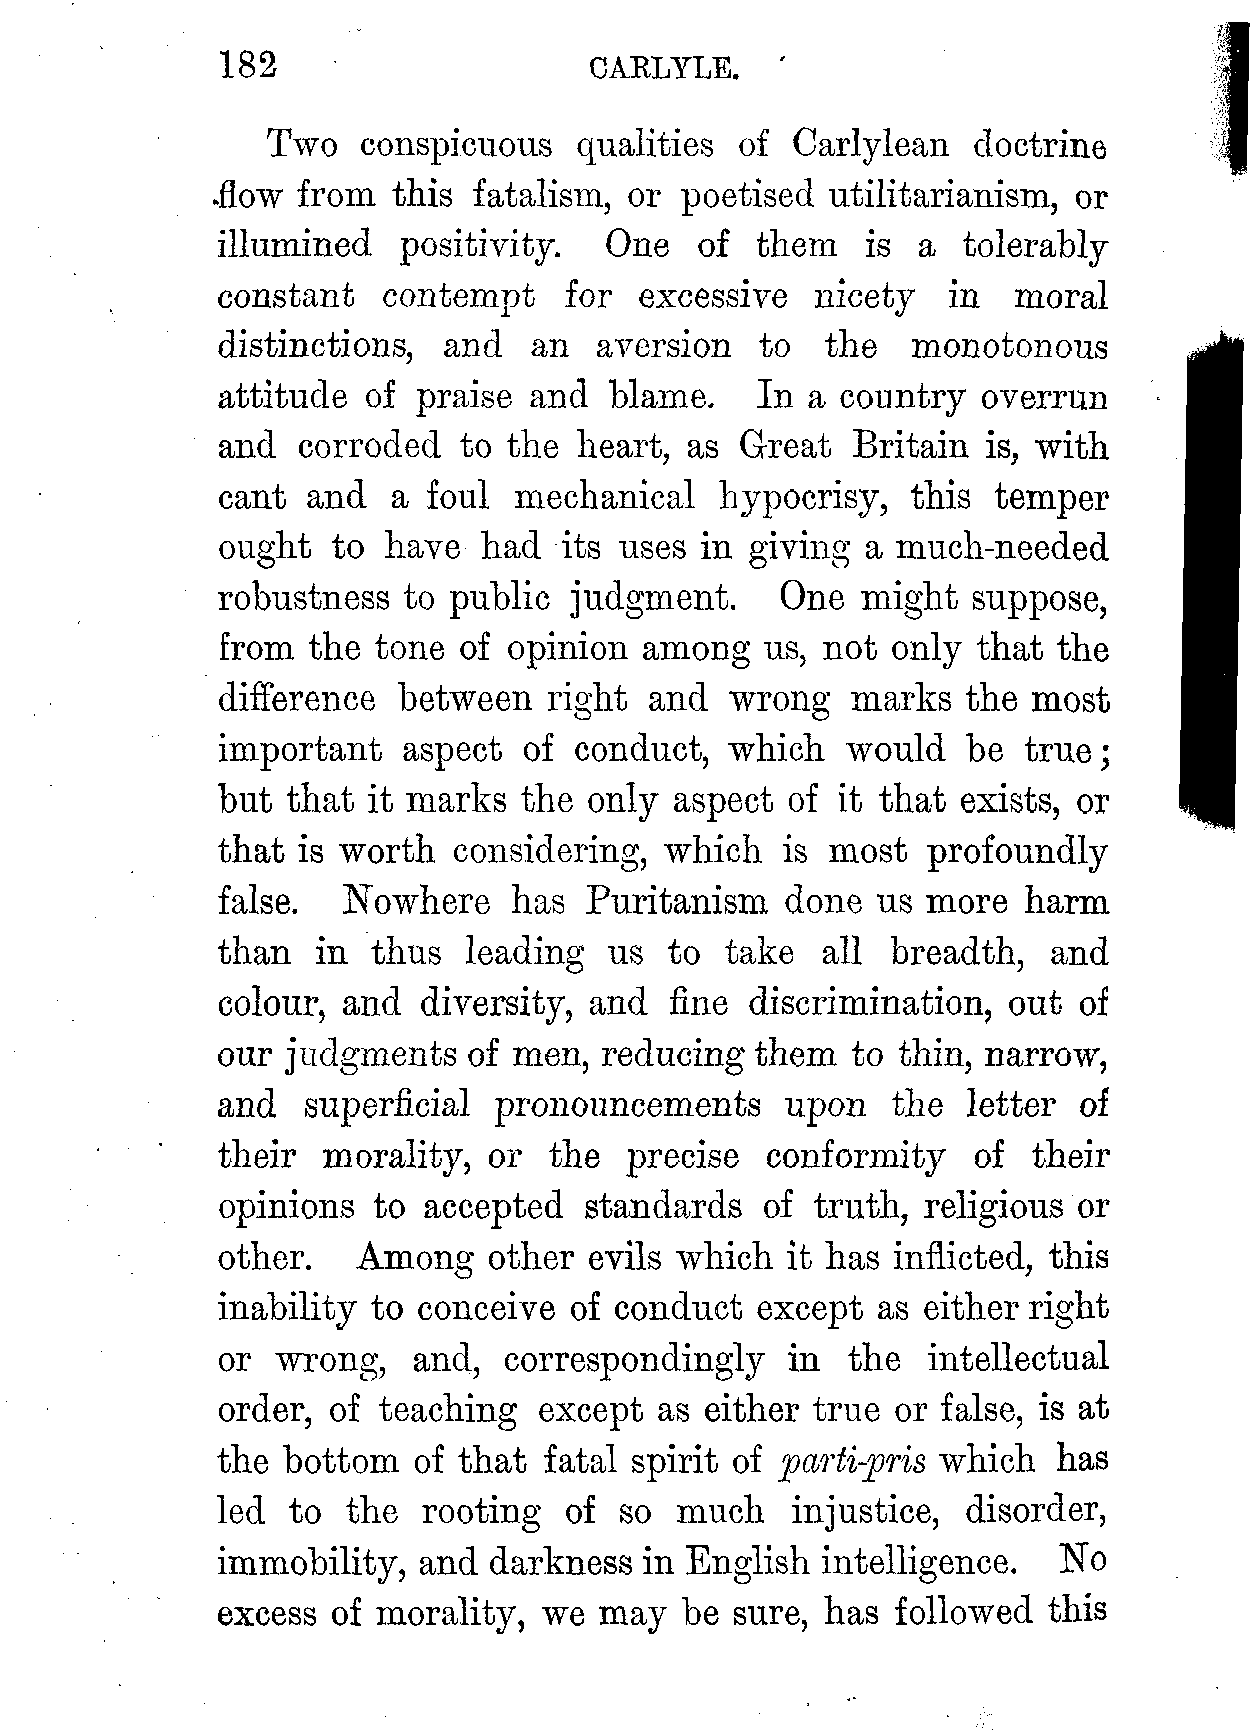 182 CARLYLE.
Two conspicuous qualities of Carlylean doctrine
flow from this fatalism, or poetised utilitarianism, or
illumined positivity. One of them is a tolerably
constant contempt for excessive nicety in moral
distinctions, and an aversion to the monotonous
attitude of praise and blame. In a country overrun
and corroded to the heart, as Great Britain is, with
cant and a foul mechanical hypocrisy, this temper
ought to have had its uses in giving a much-needed
robustness to public judgment. One might suppose,
from the tone of opinion among us, not only that the
difference between right and wrong marks the most
important aspect of conduct, which would be true;
but that it marks the only aspect of it that exists, or
that is worth considering, which is most profoundly
false. Nowhere has Puritanism done us more harm
than in thus leading us to take all breadth, and
colour, and diversity, and fine discrimination, out of
our judgments of men, reducing them to thin, narrow,
and superficial pronouncements upon the letter of
their morality, or the precise conformity of their
opinions to accepted standards of truth, religious or
other. Among other evils which it has inflicted, this
inability to conceive of conduct except as either right
or wrong, and, correspondingly in the intellectual
order, of teaching except as either true or false, is at
the bottom of that fatal spirit of parti-pris which has
led to the rooting of so much injustice, disorder,
immobility, and darkness in English intelligence. No
excess of morality, we may be sure, has followed this